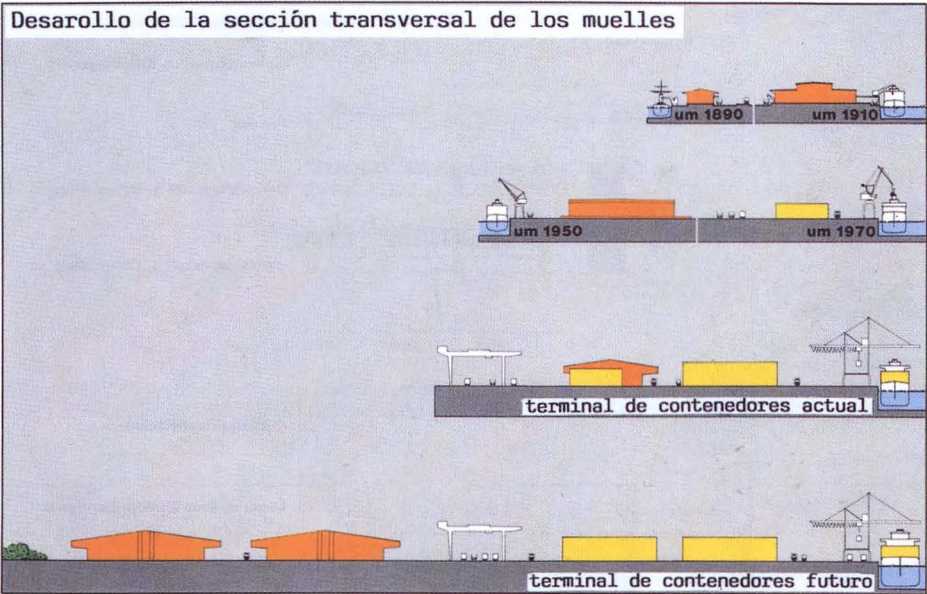 Desarollo de la sección transversal de los muelles
um 1890
um 1910
um 1950
um 1970
terminal de contenedores actual
terminal de contenedores futuro